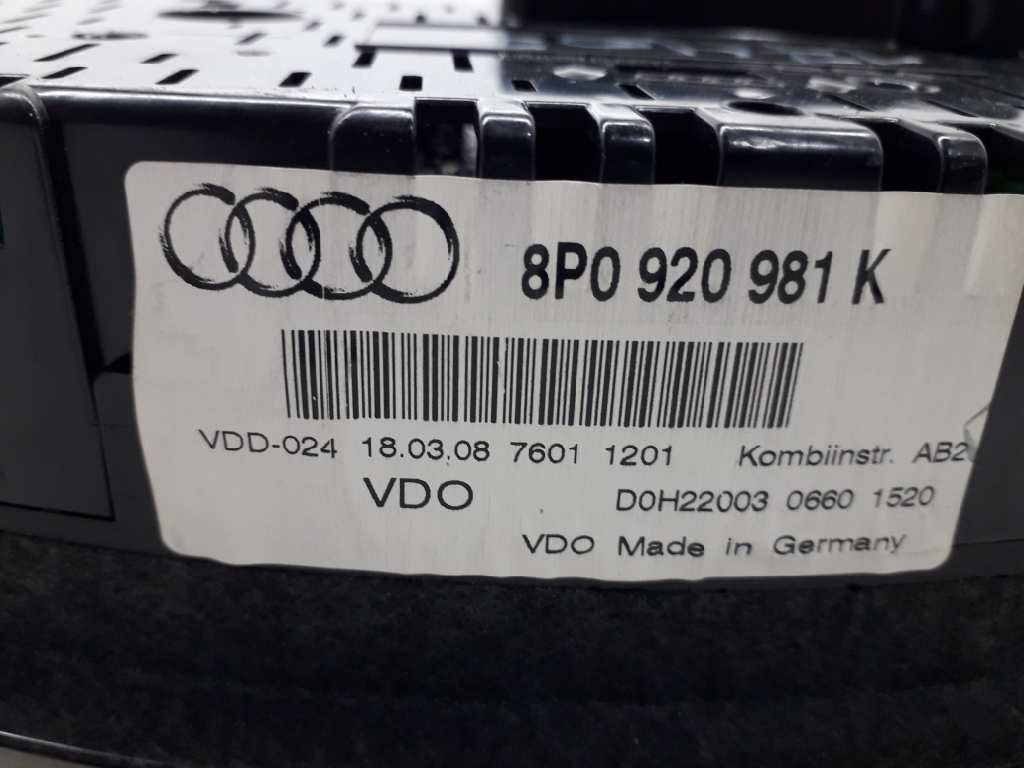 8P0 920 981 K
VDD-024 18.03.08 7601 1201 Kombiinstr. AB2
VDO D0H22003 0660 1520
VDO Made in Germany